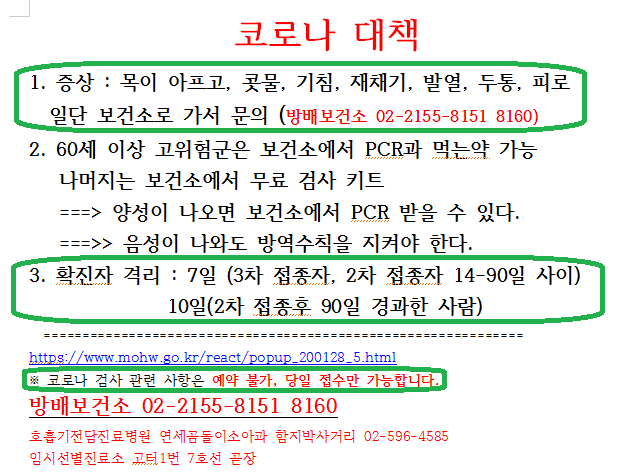 코로나 대책
1. 증상 : 목이 아프고, 콧물, 기침, 재채기, 발열, 두통, 피로
일단 보건소로 가서 문의 (방배보건소 02-2155-8151 8160)
2. 60세 이상 고위험군은 보건소에서 PCR과 먹는약 가능
나머지는 보건소에서 무료 검사 키트
===> 양성이 나오면 보건소에서 PCR 받을 수 있다.
===>> 음성이 나와도 방역수칙을 지켜야 한다.
3. 확진자 격리 : 7일 (3차 접종자, 2차 접종자 14-90일 사이)
10일(2차 접종후 90일 경과한 사람)
============================================================
https://www.mohw.go.kr/react/popup_200128_5.html
※ 코로나 검사 관련 사항은 예약 불가, 당일 접수만 가능합니다.
방배보건소 02-2155-8151 8160
호흡기전담진료병원 연세곰돌이소아과 함지박사거리 02-596-4585
임시선별진료소 고터1번 7호선 곧장